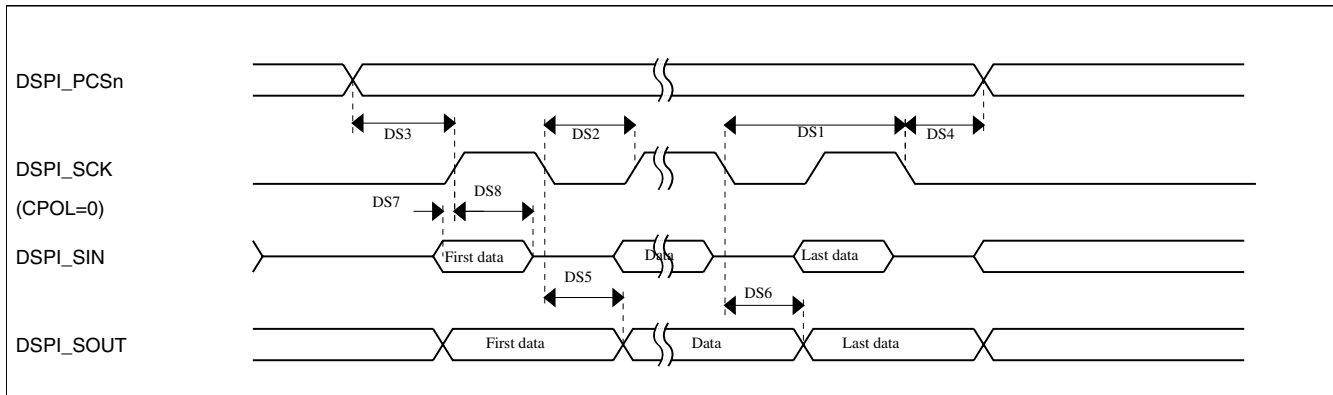 DSPI_PCSn
DS3
DS2
DS1
DS4
DSPI_SCK
(CPOL=0)
DS7
DS8
DSPI_SIN
First data
Data
Last data
DS5
DS6
DSPI_SOUT
First data
Data
Last data